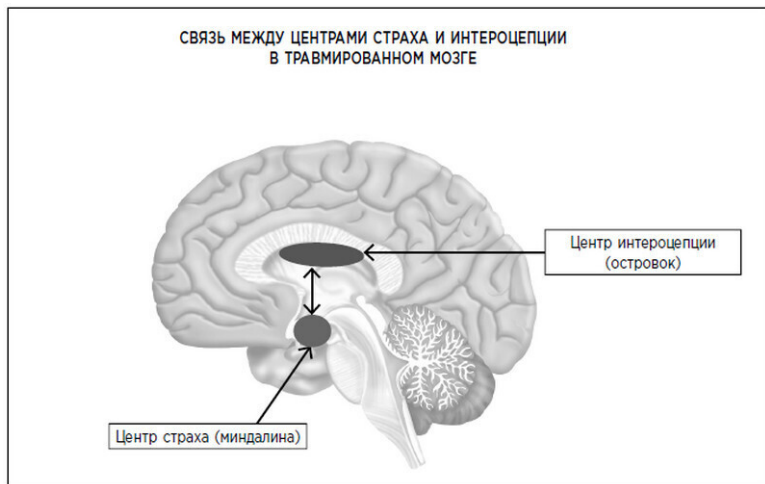 СВЯЗЬ МЕЖДУ ЦЕНТРАМИ СТРАХА И ИНТЕРОЦЕПЦИИ
В ТРАВМИРОВАННОМ МОЗГЕ
Центр интероцепции
(островок)
Центр страха (миндалина)